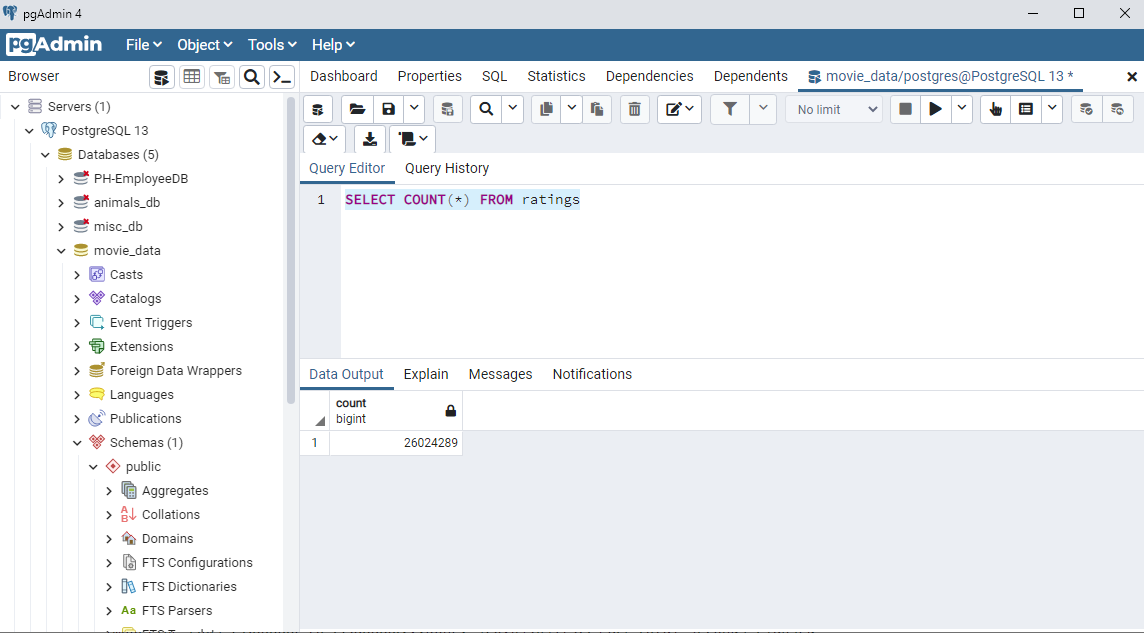 pgAdmin 4
pgAdmin File Object Tools Help
Browser
Dashboard Properties SQL Statistics Dependencies Dependents movie_data/postgres@PostgreSQL 13 *
No limit
Servers (1)
PostgreSQL 13
Databases (5)
PH-EmployeeDB
animals_db
misc_db
movie_data
Casts
Catalogs
Event Triggers
Extensions
Foreign Data Wrappers
Languages
Publications
Schemas (1)
public
Aggregates
Collations
Domains
FTS Configurations
FTS Dictionaries
Aa FTS Parsers
Query Editor Query History
1 SELECT COUNT(*) FROM ratings
Data Output Explain Messages Notifications
count
bigint
1 26024289